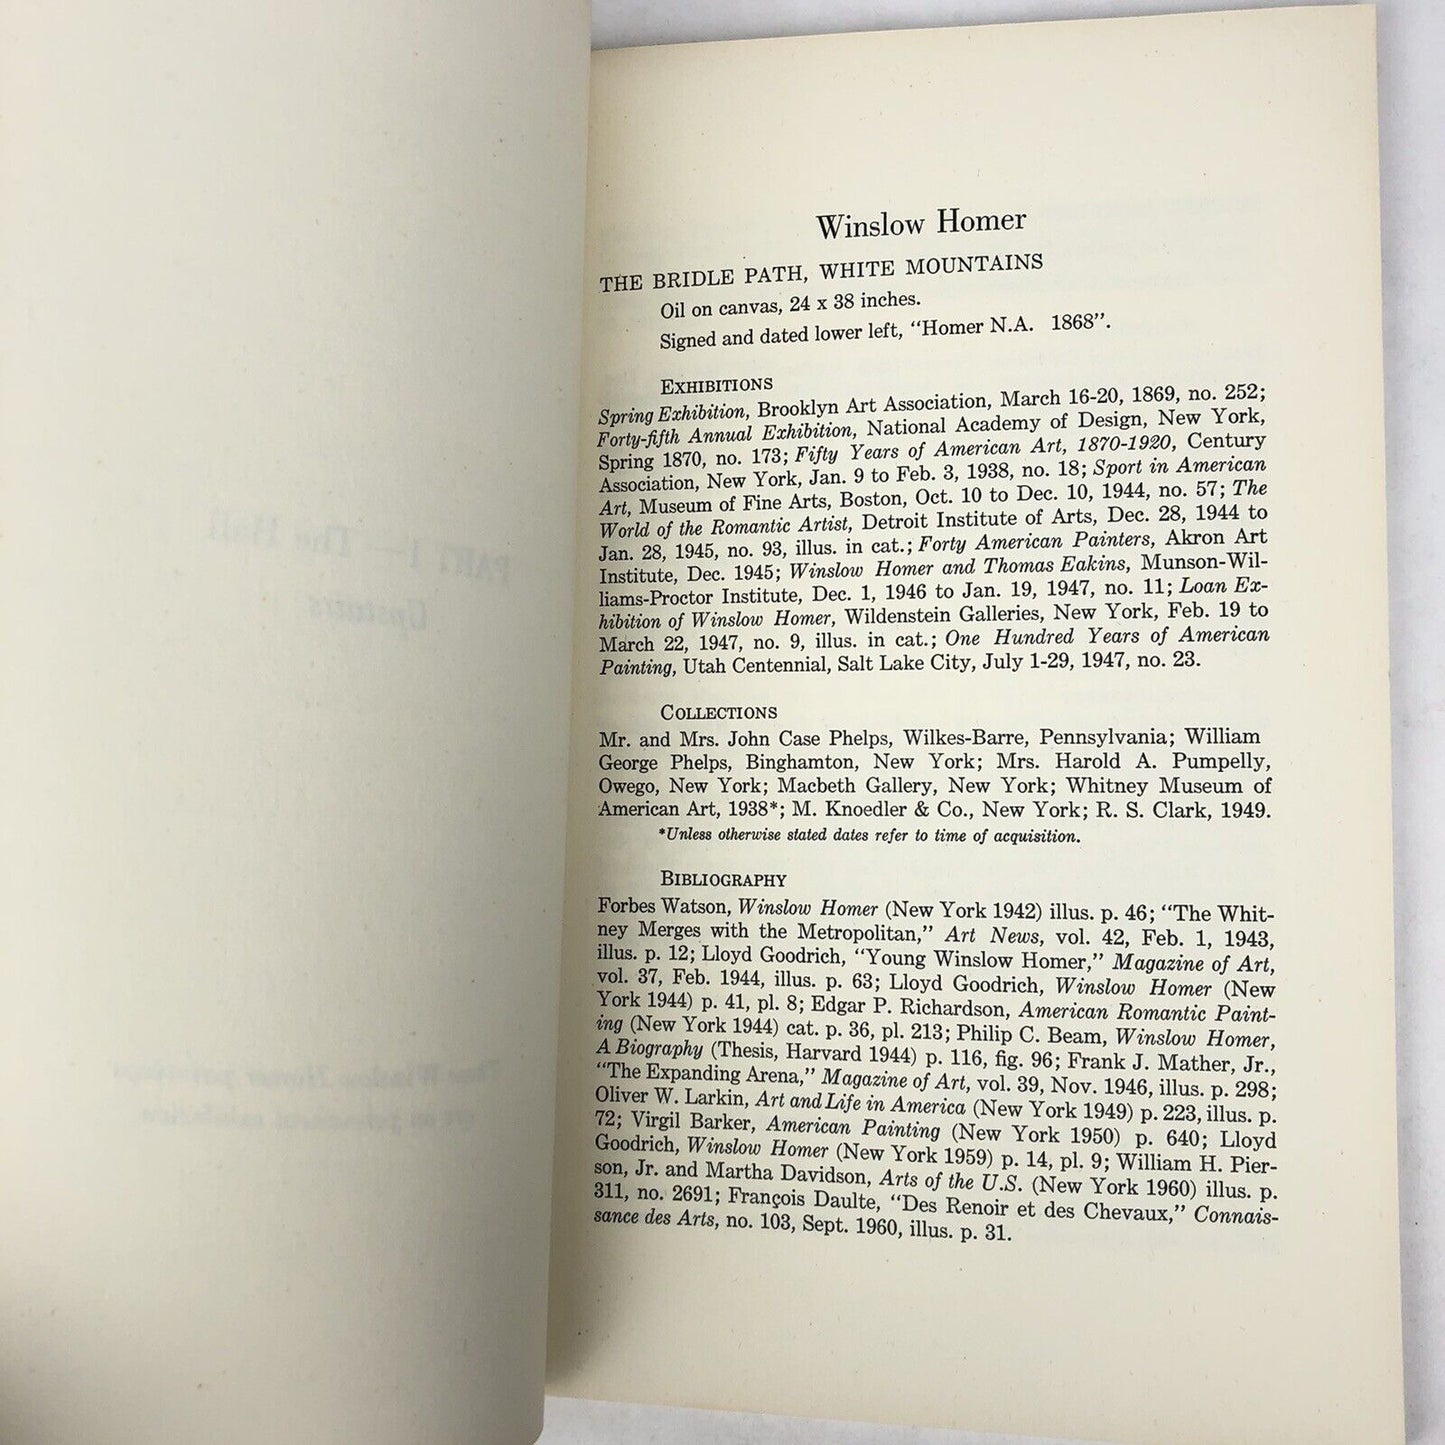 Winslow Homer
THE BRIDLE PATH, WHITE MOUNTAINS
Oil on canvas, 24 x 38 inches.
Signed and dated lower left, "Homer N.A. 1868".
EXHIBITIONS
Spring Exhibition, Brooklyn Art Association, March 16-20, 1869, no. 252;
Forty-fifth Annual Exhibition, National Academy of Design, New York,
Spring 1870, no. 173; Fifty Years of American Art, 1870-1920, Century
Association, New York, Jan. 9 to Feb. 3, 1938, no. 18; Sport in American
Art, Museum of Fine Arts, Boston, Oct. 10 to Dec. 10, 1944, no. 57; The
World of the Romantic Artist, Detroit Institute of Arts, Dec. 28, 1944 to
Jan. 28, 1945, no. 93, illus. in cat.; Forty American Painters, Akron Art
Institute, Dec. 1945; Winslow Homer and Thomas Eakins, Munson-Wil-
liams-Proctor Institute, Dec. 1, 1946 to Jan. 19, 1947, no. 11; Loan Ex-
hibition of Winslow Homer, Wildenstein Galleries, New York, Feb. 19 to
March 22, 1947, no. 9, illus. in cat.; One Hundred Years of American
Painting, Utah Centennial, Salt Lake City, July 1-29, 1947, no. 23.
COLLECTIONS
Mr. and Mrs. John Case Phelps, Wilkes-Barre, Pennsylvania; William
George Phelps, Binghamton, New York; Mrs. Harold A. Pumpelly,
Owego, New York; Macbeth Gallery, New York; Whitney Museum of
American Art, 1938*; M. Knoedler & Co., New York; R. S. Clark, 1949.
*Unless otherwise stated dates refer to time of acquisition.
BIBLIOGRAPHY
Forbes Watson, Winslow Homer (New York 1942) illus. p. 46; "The Whit-
ney Merges with the Metropolitan," Art News, vol. 42, Feb. 1, 1943,
illus. p. 12; Lloyd Goodrich, "Young Winslow Homer," Magazine of Art,
vol. 37, Feb. 1944, illus. p. 63; Lloyd Goodrich, Winslow Homer (New
York 1944) p. 41, pl. 8; Edgar P. Richardson, American Romantic Paint-
ing (New York 1944) cat. p. 36, pl. 213; Philip C. Beam, Winslow Homer,
A Biography (Thesis, Harvard 1944) p. 116, fig. 96; Frank J. Mather, Jr.,
"The Expanding Arena," Magazine of Art, vol. 39, Nov. 1946, illus. p. 298;
Oliver W. Larkin, Art and Life in America (New York 1949) p. 223, illus. p.
72; Virgil Barker, American Painting (New York 1950) p. 640; Lloyd
Goodrich, Winslow Homer (New York 1959) p. 14, pl. 9; William H. Pier-
son, Jr. and Martha Davidson, Arts of the U.S. (New York 1960) illus. p.
311, no. 2691; François Daulte, "Des Renoir et des Chevaux," Connais-
sance des Arts, no. 103, Sept. 1960, illus. p. 31.